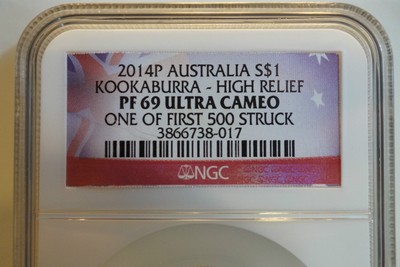 2014P AUSTRALIA S$1
KOOKABURRA - HIGH RELIEF
PF 69 ULTRA CAMEO
ONE OF FIRST 500 STRUCK
3866738-017
NGC